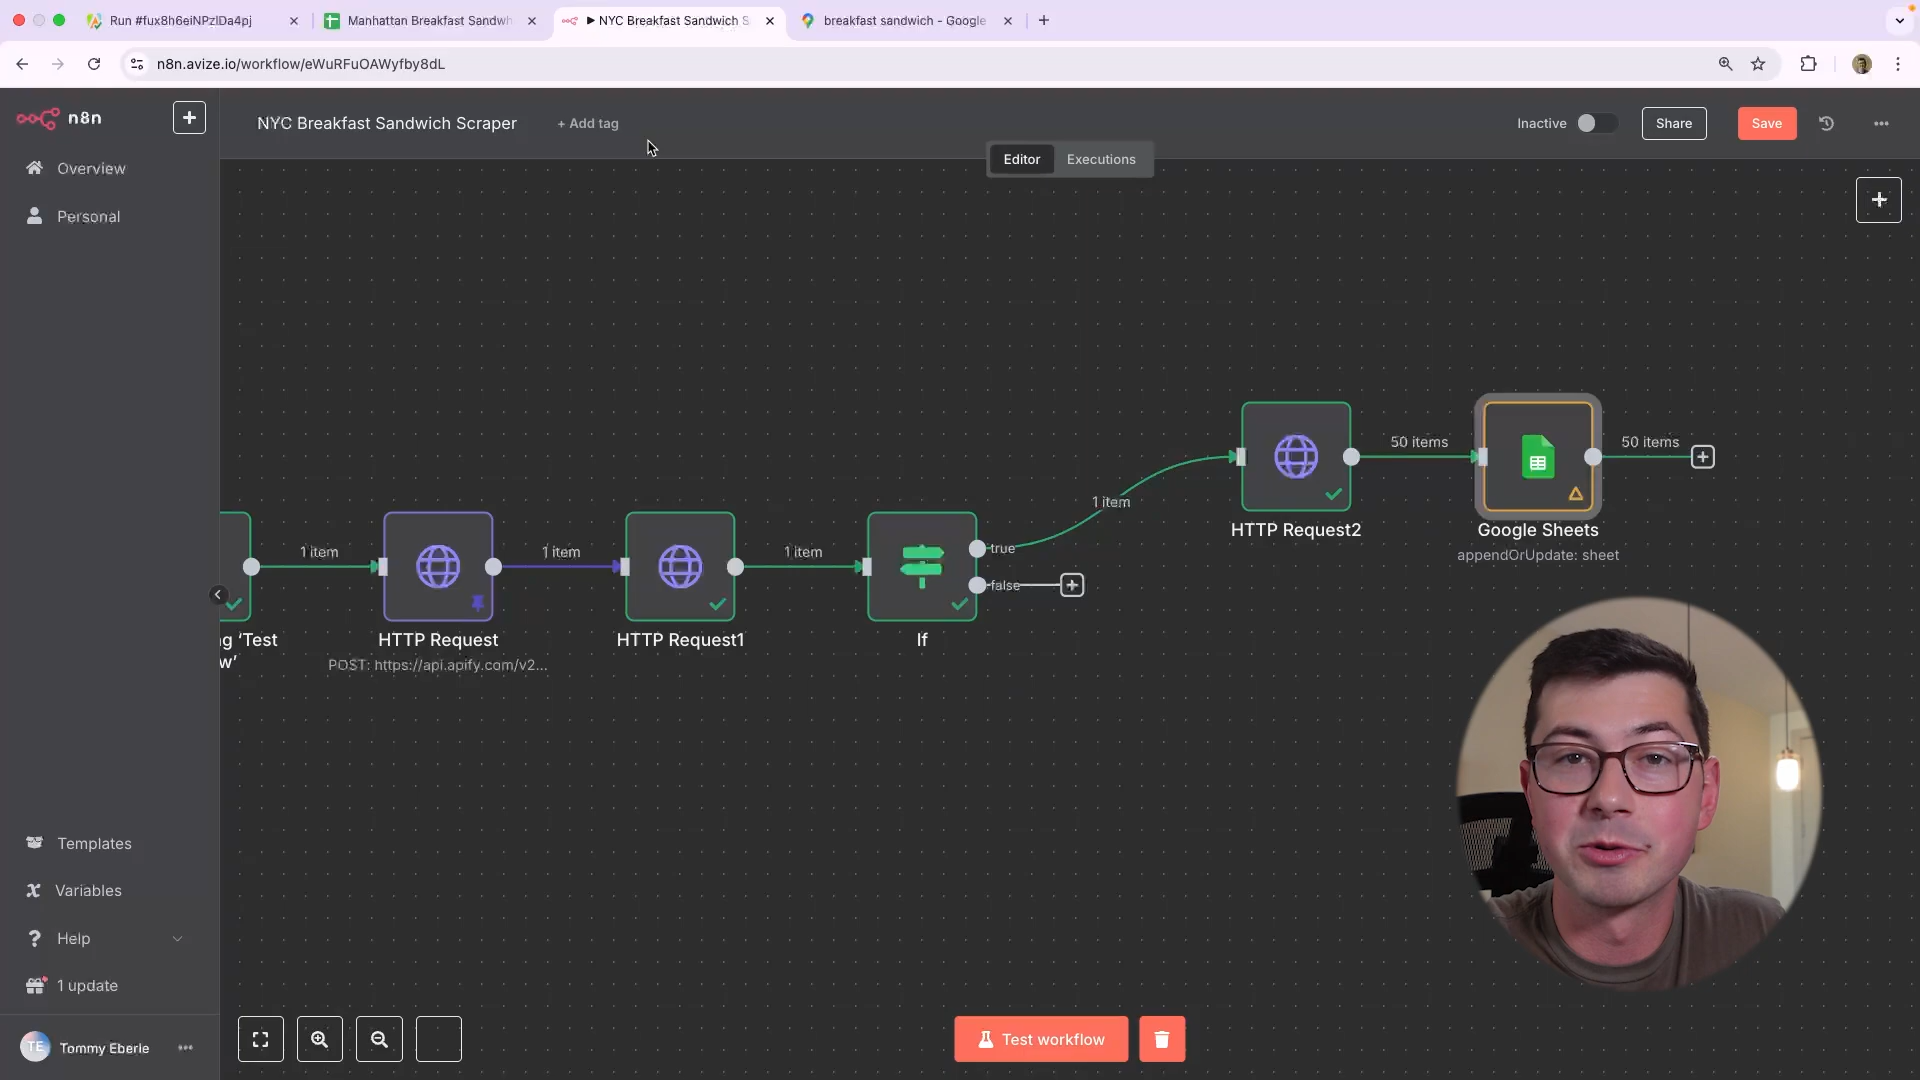 Run #fux8h6eiNPzIDa4pj
Manhattan Breakfast Sandwh
▶ NYC Breakfast Sandwich S
breakfast sandwich - Google
n8n.avize.io/workflow/eWuRFuOAWyfby8dL
n8n
NYC Breakfast Sandwich Scraper
+ Add tag
Inactive
Share
Save
Editor
Executions
Overview
Personal
50 items
50 items
1 item
HTTP Request2
Google Sheets
appendOrUpdate: sheet
1 item
1 item
1 item
true
false
g ‘Test
w’
HTTP Request
POST: https://api.apify.com/v2...
HTTP Request1
If
Templates
Variables
Help
1 update
TE
Tommy Eberle
Test workflow